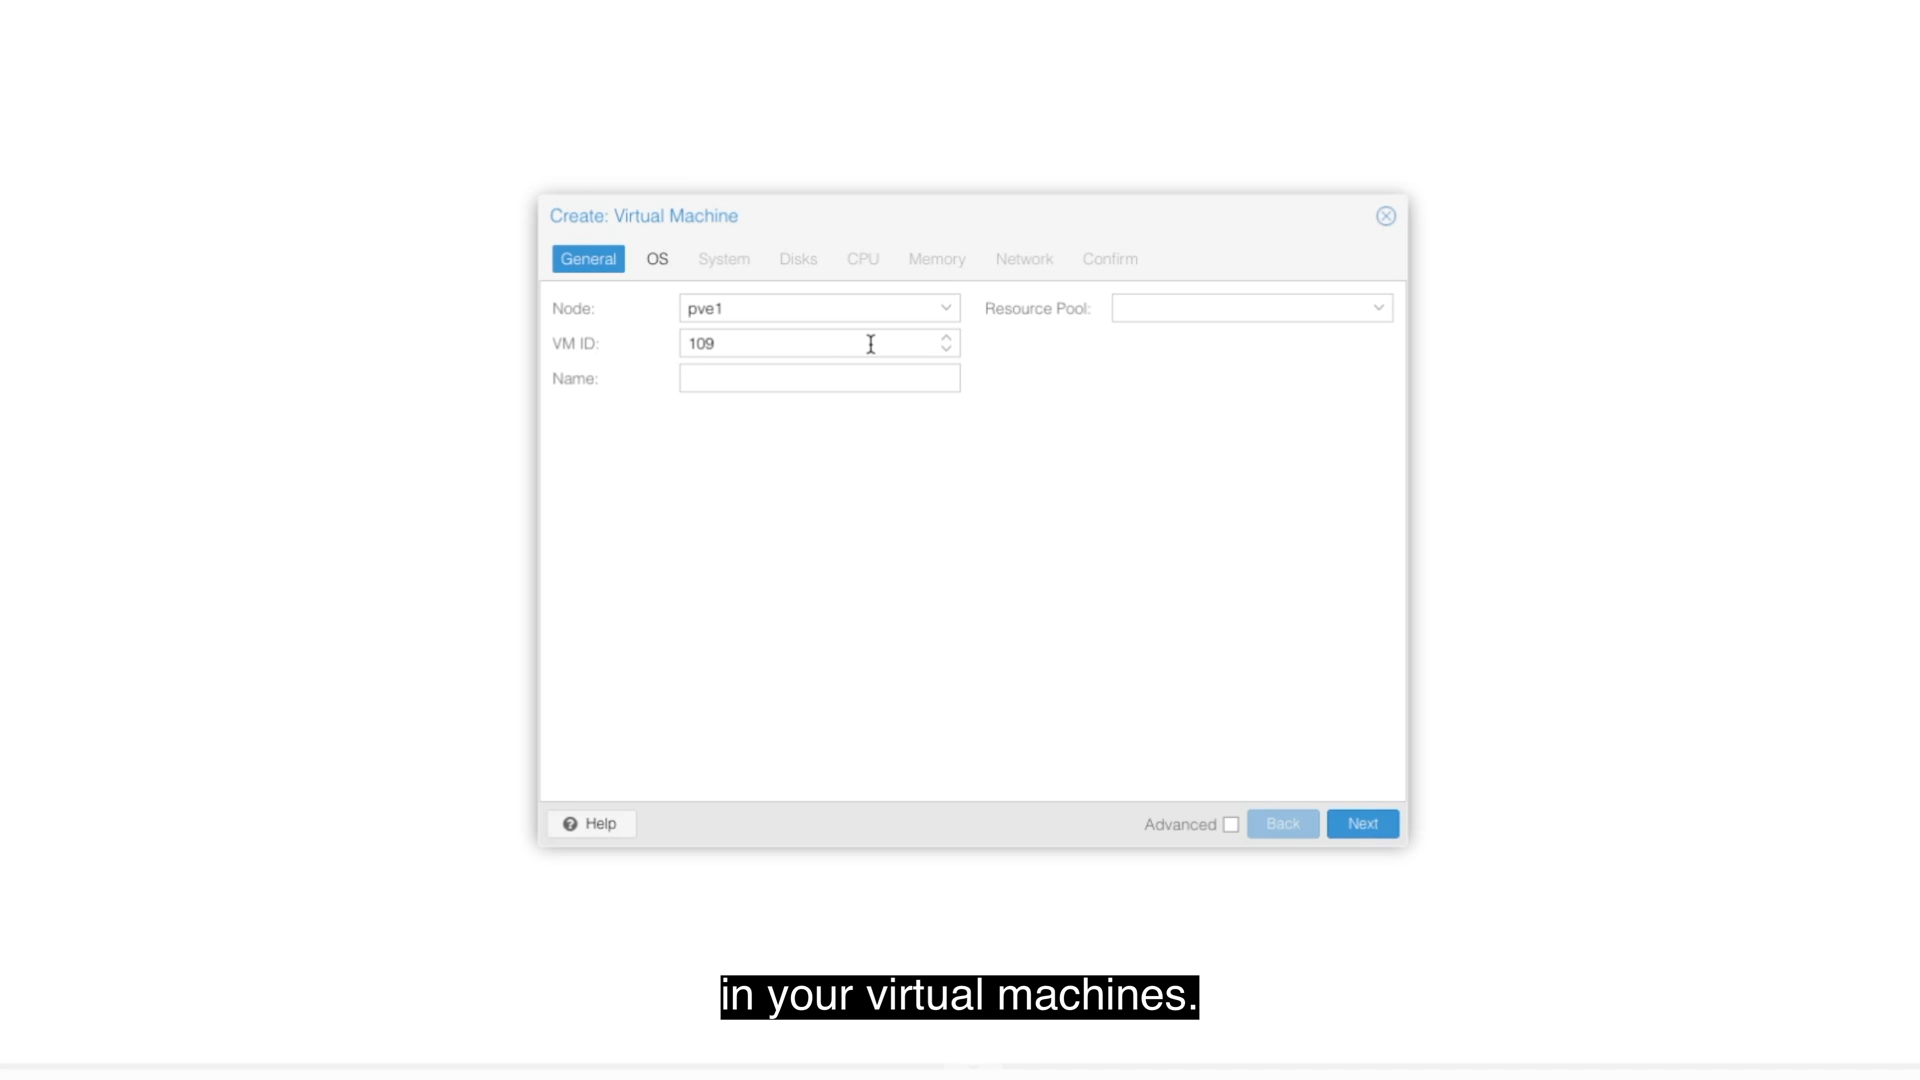 Create: Virtual Machine
General OS System Disks CPU Memory Network Confirm
Node: pve1 Resource Pool:
VM ID: 109
Name:
Help Advanced Back Next
in your virtual machines.